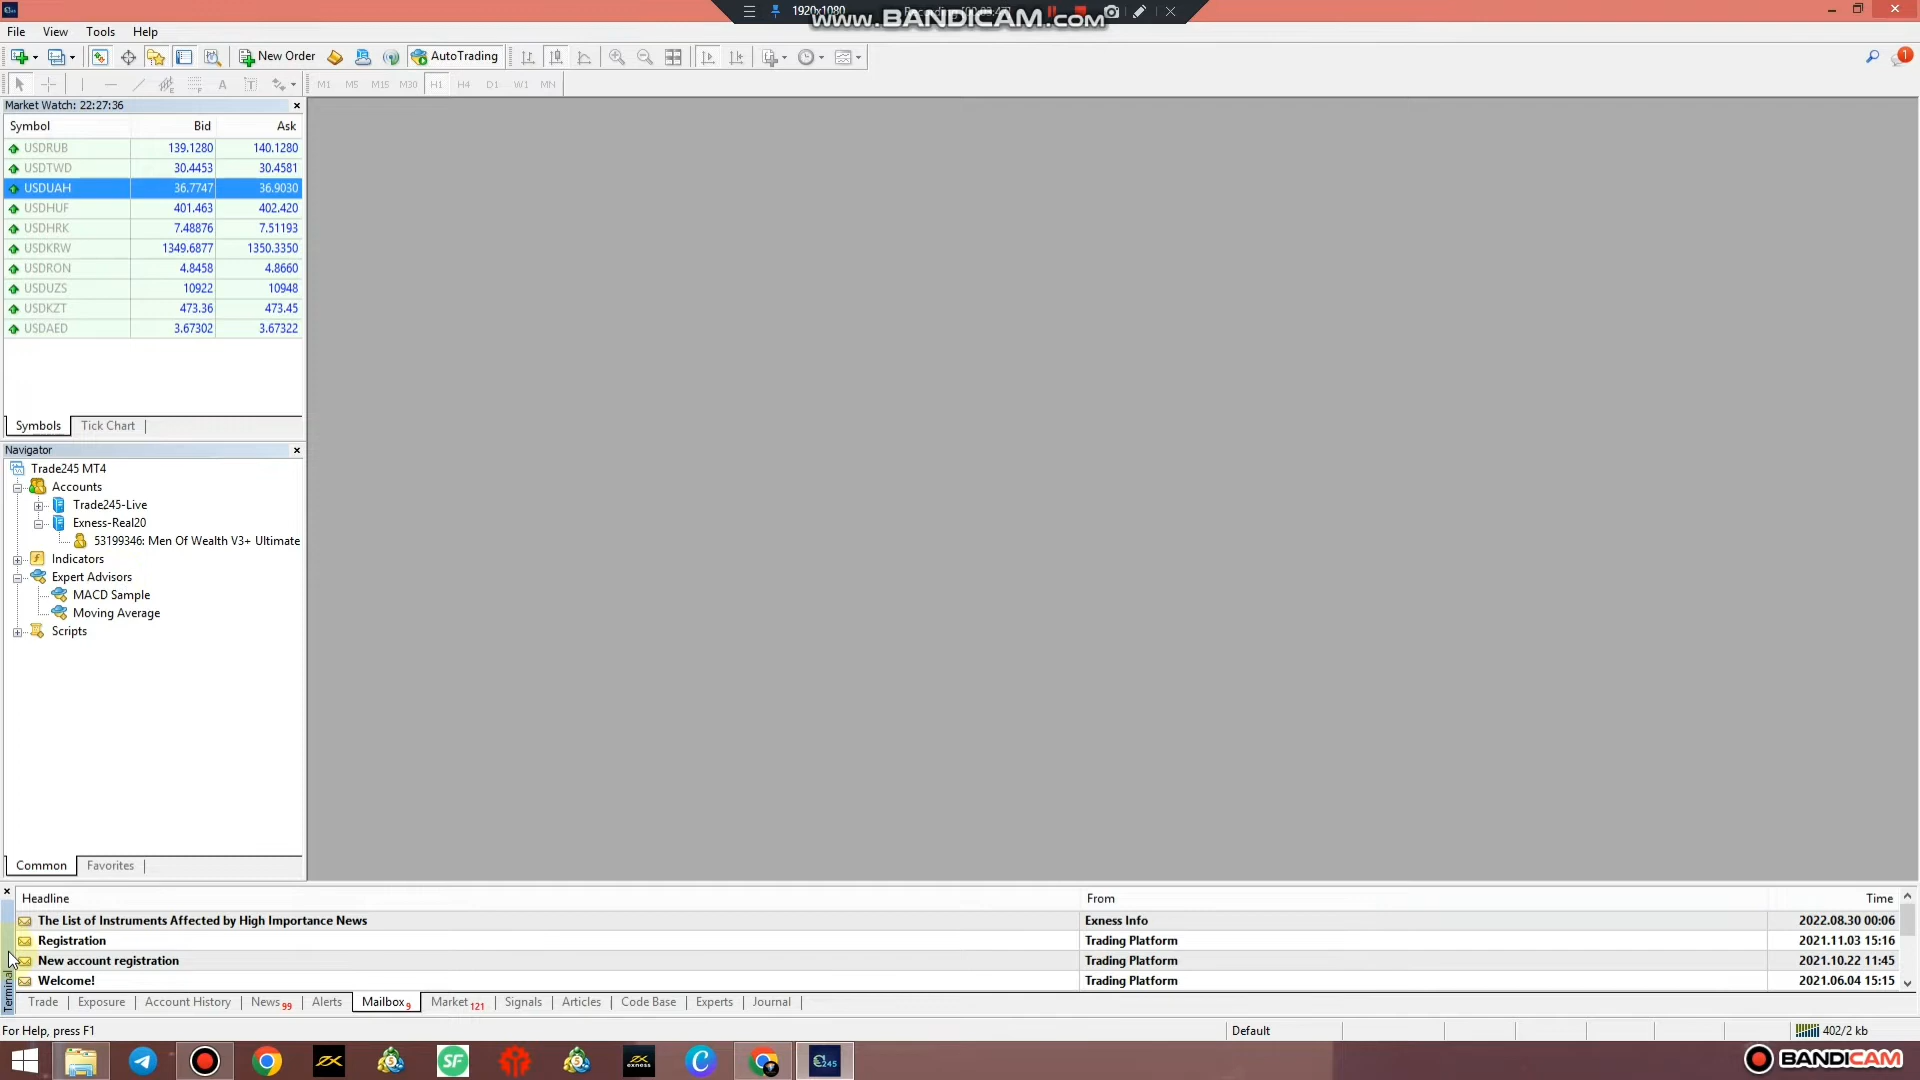 1920x1080
www.BANDICAM.com
File View Tools Help
New Order AutoTrading 1
M1 M5 M15 M30 H1 H4 D1 W1 MN
Market Watch: 22:27:36
Symbol Bid Ask
USDRUB 139.1280 140.1280
USDTWD 30.4453 30.4581
USDUAH 36.7747 36.9030
USDHUF 401.463 402.420
USDHRK 7.48876 7.51193
USDKRW 1349.6877 1350.3350
USDRON 4.8458 4.8660
USDUZS 10922 10948
USDKZT 473.36 473.45
USDAED 3.67302 3.67322
Symbols Tick Chart
Navigator
Trade245 MT4
Accounts
Trade245-Live
Exness-Real20
53199346: Men Of Wealth V3+ Ultimate
Indicators
Expert Advisors
MACD Sample
Moving Average
Scripts
Common Favorites
Headline From Time
The List of Instruments Affected by High Importance News Exness Info 2022.08.30 00:06
Registration Trading Platform 2021.11.03 15:16
New account registration Trading Platform 2021.10.22 11:45
Welcome! Trading Platform 2021.06.04 15:15
Terminal
Trade Exposure Account History News 99 Alerts Mailbox 9 Market 121 Signals Articles Code Base Experts Journal
For Help, press F1 Default 402/2 kb
ZX SF exness C 245
BANDICAM